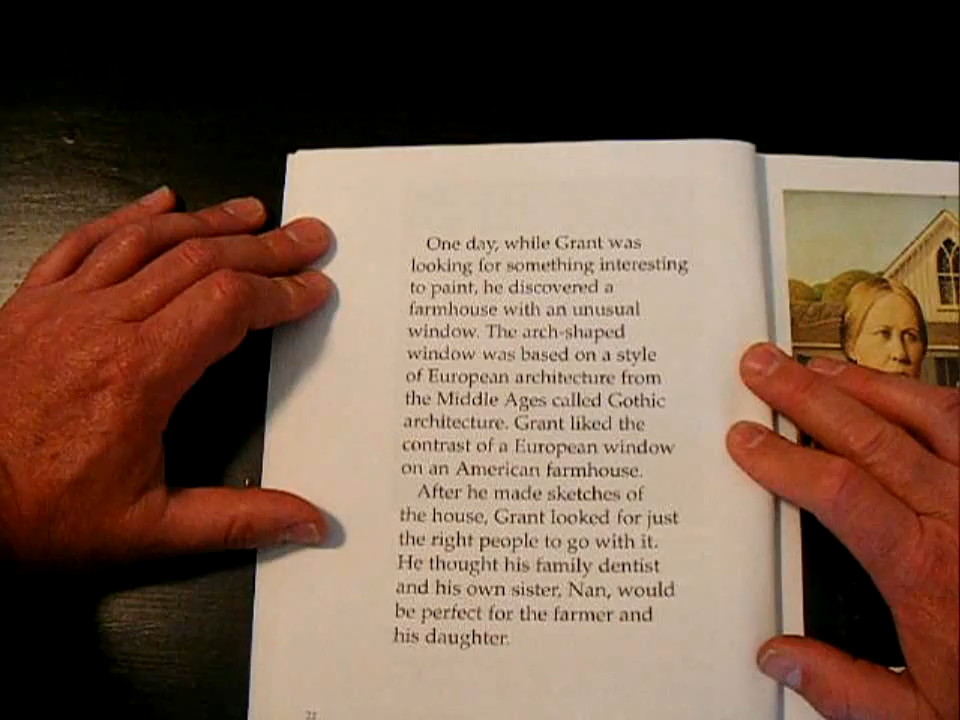 One day, while Grant was
looking for something interesting
to paint, he discovered a
farmhouse with an unusual
window. The arch-shaped
window was based on a style
of European architecture from
the Middle Ages called Gothic
architecture. Grant liked the
contrast of a European window
on an American farmhouse.
After he made sketches of
the house, Grant looked for just
the right people to go with it.
He thought his family dentist
and his own sister, Nan, would
be perfect for the farmer and
his daughter.